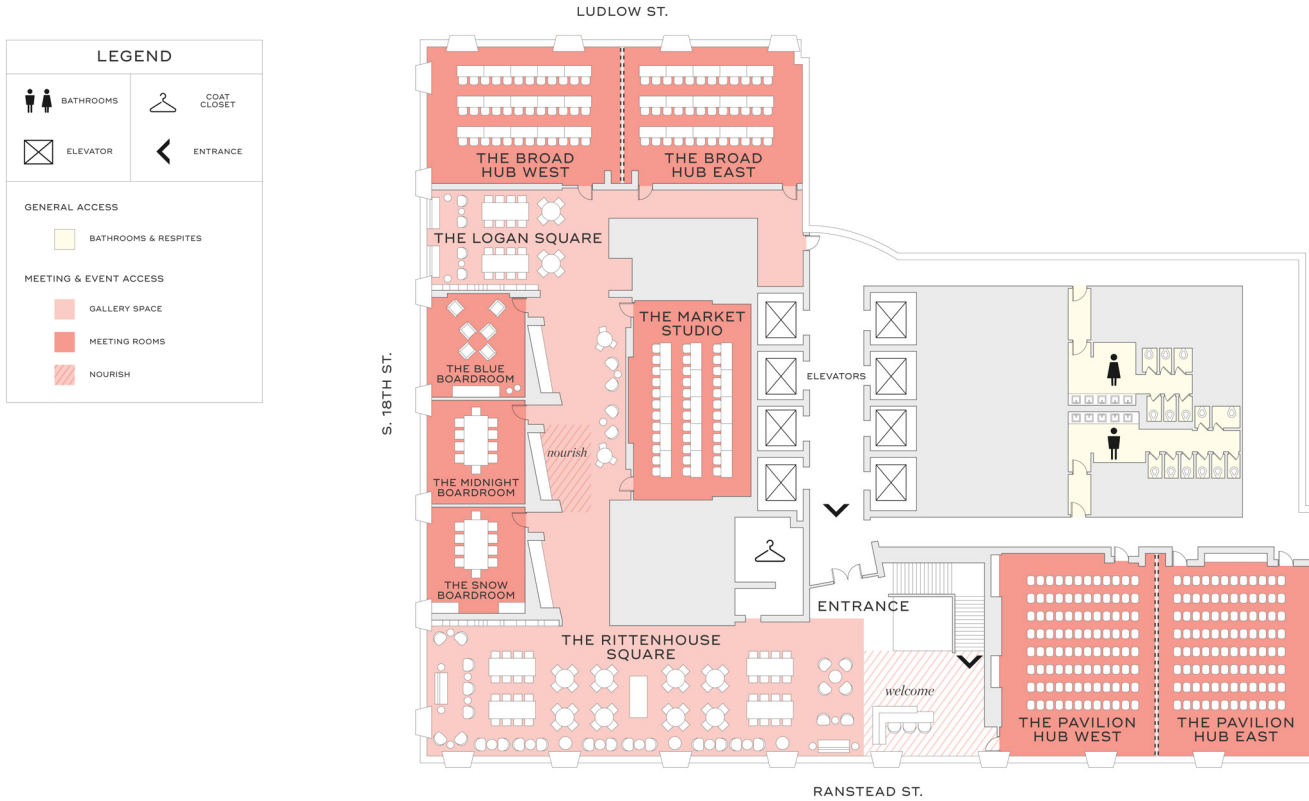 LUDLOW ST.
LEGEND
BATHROOMS
COAT
CLOSET
ELEVATOR
ENTRANCE
GENERAL ACCESS
BATHROOMS & RESPITES
MEETING & EVENT ACCESS
GALLERY SPACE
MEETING ROOMS
NOURISH
THE BROAD
HUB WEST
THE BROAD
HUB EAST
THE LOGAN SQUARE
THE MARKET
STUDIO
THE BLUE
BOARDROOM
ELEVATORS
S. 18TH ST.
nourish
THE MIDNIGHT
BOARDROOM
THE SNOW
BOARDROOM
ENTRANCE
THE RITTENHOUSE
SQUARE
welcome
THE PAVILION
HUB WEST
THE PAVILION
HUB EAST
RANSTEAD ST.